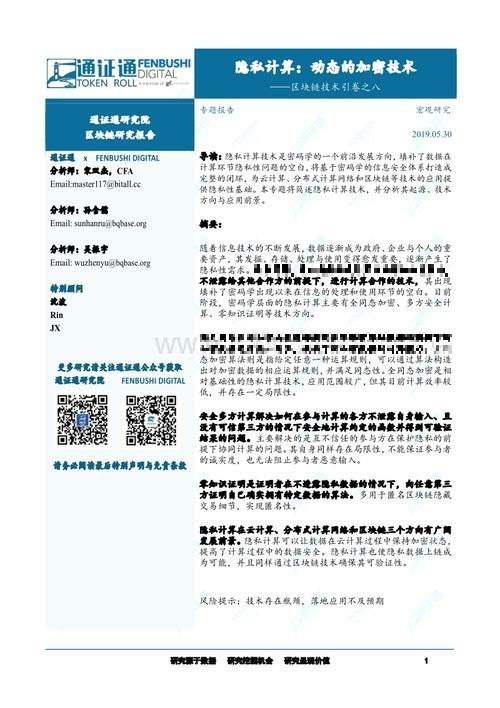 通证通
TOKEN ROLL
FENBUSHI
DIGITAL
A member of
隐私计算：动态的加密技术
——区块链技术引卷之八
通证通研究院
区块链研究报告
专题报告 宏观研究
2019.05.30
通证通 x FENBUSHI DIGITAL
分析师：宋双杰，CFA
Email:master117@bitall.cc
分析师：孙含儒
Email: sunhanru@bqbase.org
分析师：吴振宇
Email: wuzhenyu@bqbase.org
特别顾问
沈波
Rin
JX
更多研究请关注通证通公众号获取
通证通研究院 FENBUSHI DIGITAL
请务必阅读最后特别声明与免责条款
导读：隐私计算技术是密码学的一个前沿发展方向，填补了数据在
计算环节隐私性问题的空白，将基于密码学的信息安全体系打造成
完整的闭环，为云计算、分布式计算网络和区块链等技术的应用提
供隐私性基础。本专题将简述隐私计算技术，并分析其起源、技术
方向与应用前景。
摘要：
随着信息技术的不断发展，数据逐渐成为政府、企业与个人的重
要资产，其发掘、存储、处理与使用变得愈发重要，逐渐产生了
隐私性需求。
不泄露给其他合作方的前提下，进行计算合作的技术，其出现
填补了密码学出现以来在信息的处理和使用环节的空白。目前
阶段，密码学层面的隐私计算主要有全同态加密、多方安全计
算、零知识证明等技术方向。
态加密算法则是指给定任意一种运算规则，可以通过算法构造
出对加密数据的相应运算规则，并满足同态性。全同态加密是相
对基础性的隐私计算技术，应用范围较广，但其目前计算效率较
低，并存在一定局限性。
安全多方计算解决如何在参与计算的各方不泄露自身输入、且
没有可信第三方的情况下安全地计算约定的函数并得到可验证
结果的问题。主要解决的是互不信任的参与方在保护隐私的前
提下协同计算的问题。其自身同样存在局限性，不能保证参与者
的诚实度，也无法阻止参与者恶意输入。
零知识证明是证明者在不透露隐私数据的情况下，向任意第三
方证明自己确实拥有特定数据的算法。多用于匿名区块链隐藏
交易细节，实现匿名性。
隐私计算在云计算、分布式计算网络和区块链三个方向有广阔
发展前景。隐私计算可以让数据在云计算过程中保持加密状态，
提高了计算过程中的数据安全。隐私计算也使隐私数据上链成
为可能，并且同样通过区块链技术确保其可验证性。
风险提示：技术存在瓶颈，落地应用不及预期
研究源于数据 研究挖掘机会 研究呈现价值 1